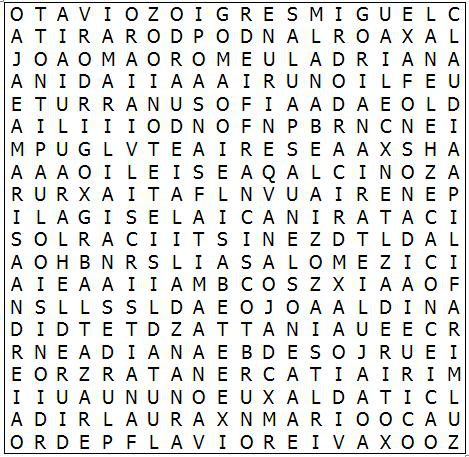 O T A V I O Z O I G R E S M I G U E L C
A T I R A R O D P O D N A L R O A X A L
J O A O M A O R O M E U L A D R I A N A
A N I D A I I A A A I R U N O I L F E U
E T U R R A N U S O F I A A D A E O L D
A I L I I I O D N O F N P B R N C N E I
M P U G L V T E A I R E S E A A X S H A
A A A O I L E I S E A Q A L C I N O Z A
R U R X A I T A F L N V U A I R E N E P
I L A G I S E L A I C A N I R A T A C I
S O L R A C I I T S I N E Z D T L D A L
A O H B N R S L I A S A L O M E Z I C I
A I E A A I I A M B C O S Z X I A A O F
N S L L S S L D A E O J O A A L D I N A
D I D T E T D Z A T T A N I A U E E C R
R N E A D I A N A E B D E S O J R U E I
E O R Z R A T A N E R C A T I A I R I M
I I U A U N U N O E U X A L D A T I C L
A D I R L A U R A X N M A R I O O C A U
O R D E P F L A V I O R E I V A X O O Z